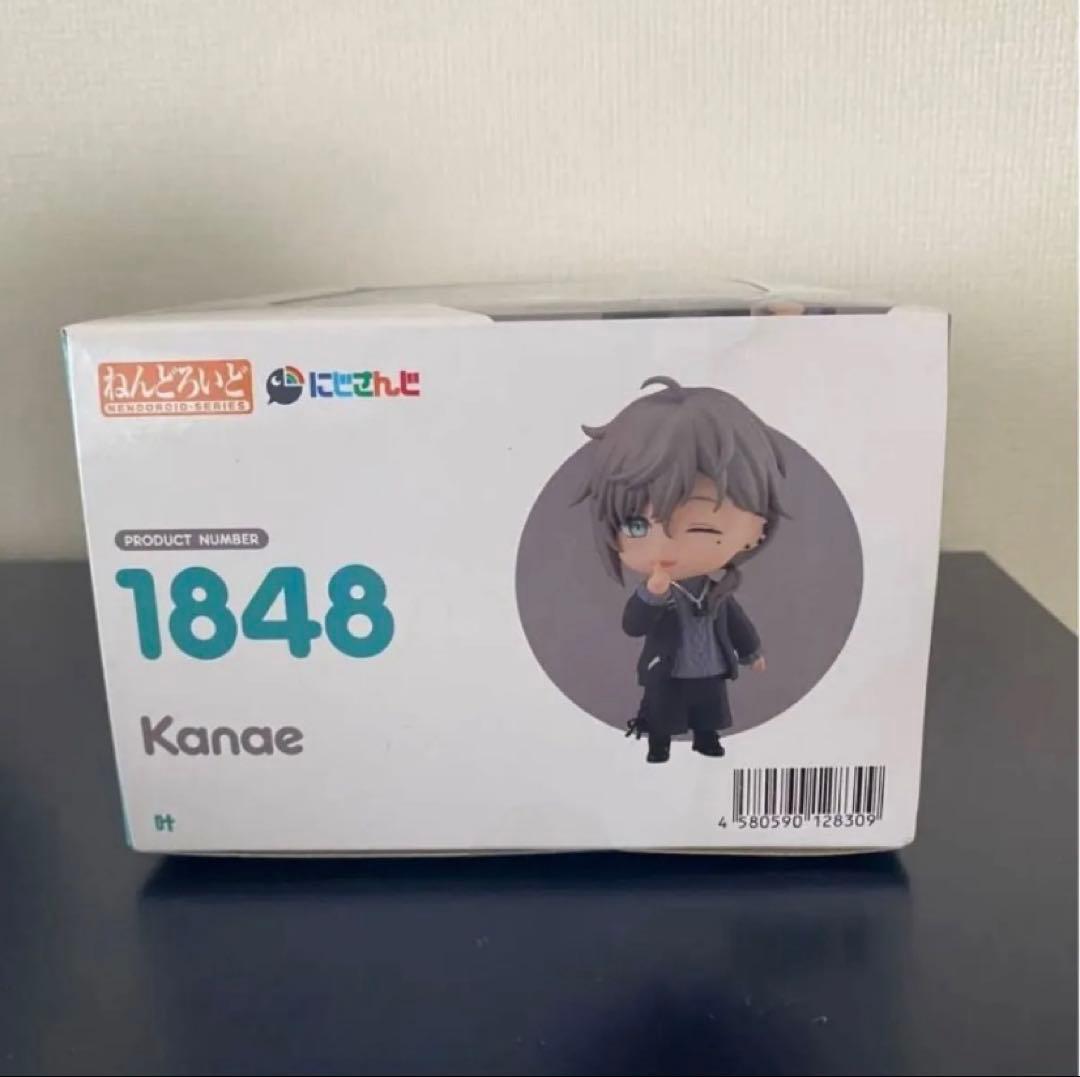 ねんどろいど
NENDOROID-SERIES
にじさんじ
PRODUCT NUMBER
1848
Kanae
叶
4 580590 128309